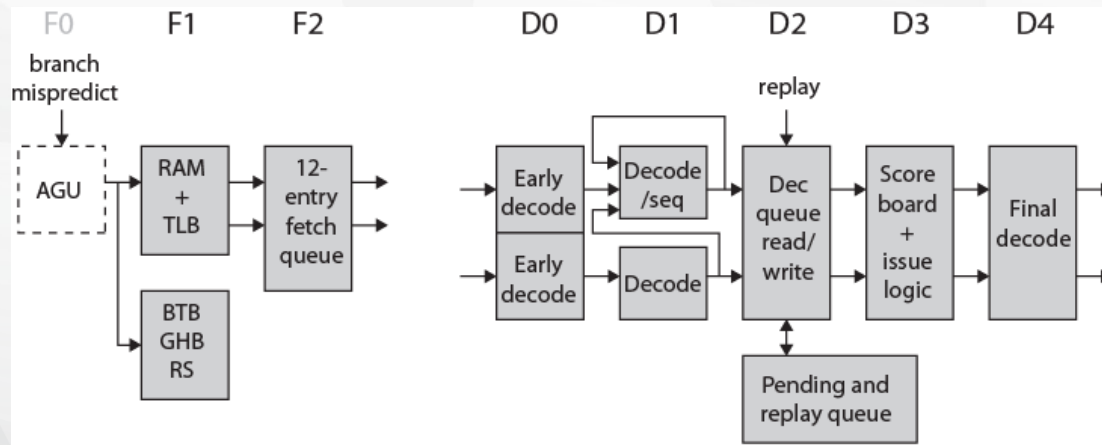 F0 F1 F2 D0 D1 D2 D3 D4
branch
mispredict
replay
AGU
RAM
+
TLB
12-
entry
fetch
queue
BTB
GHB
RS
Early
decode
Early
decode
Decode
/seq
Decode
Dec
queue
read/
write
Score
board
+
issue
logic
Final
decode
Pending and
replay queue